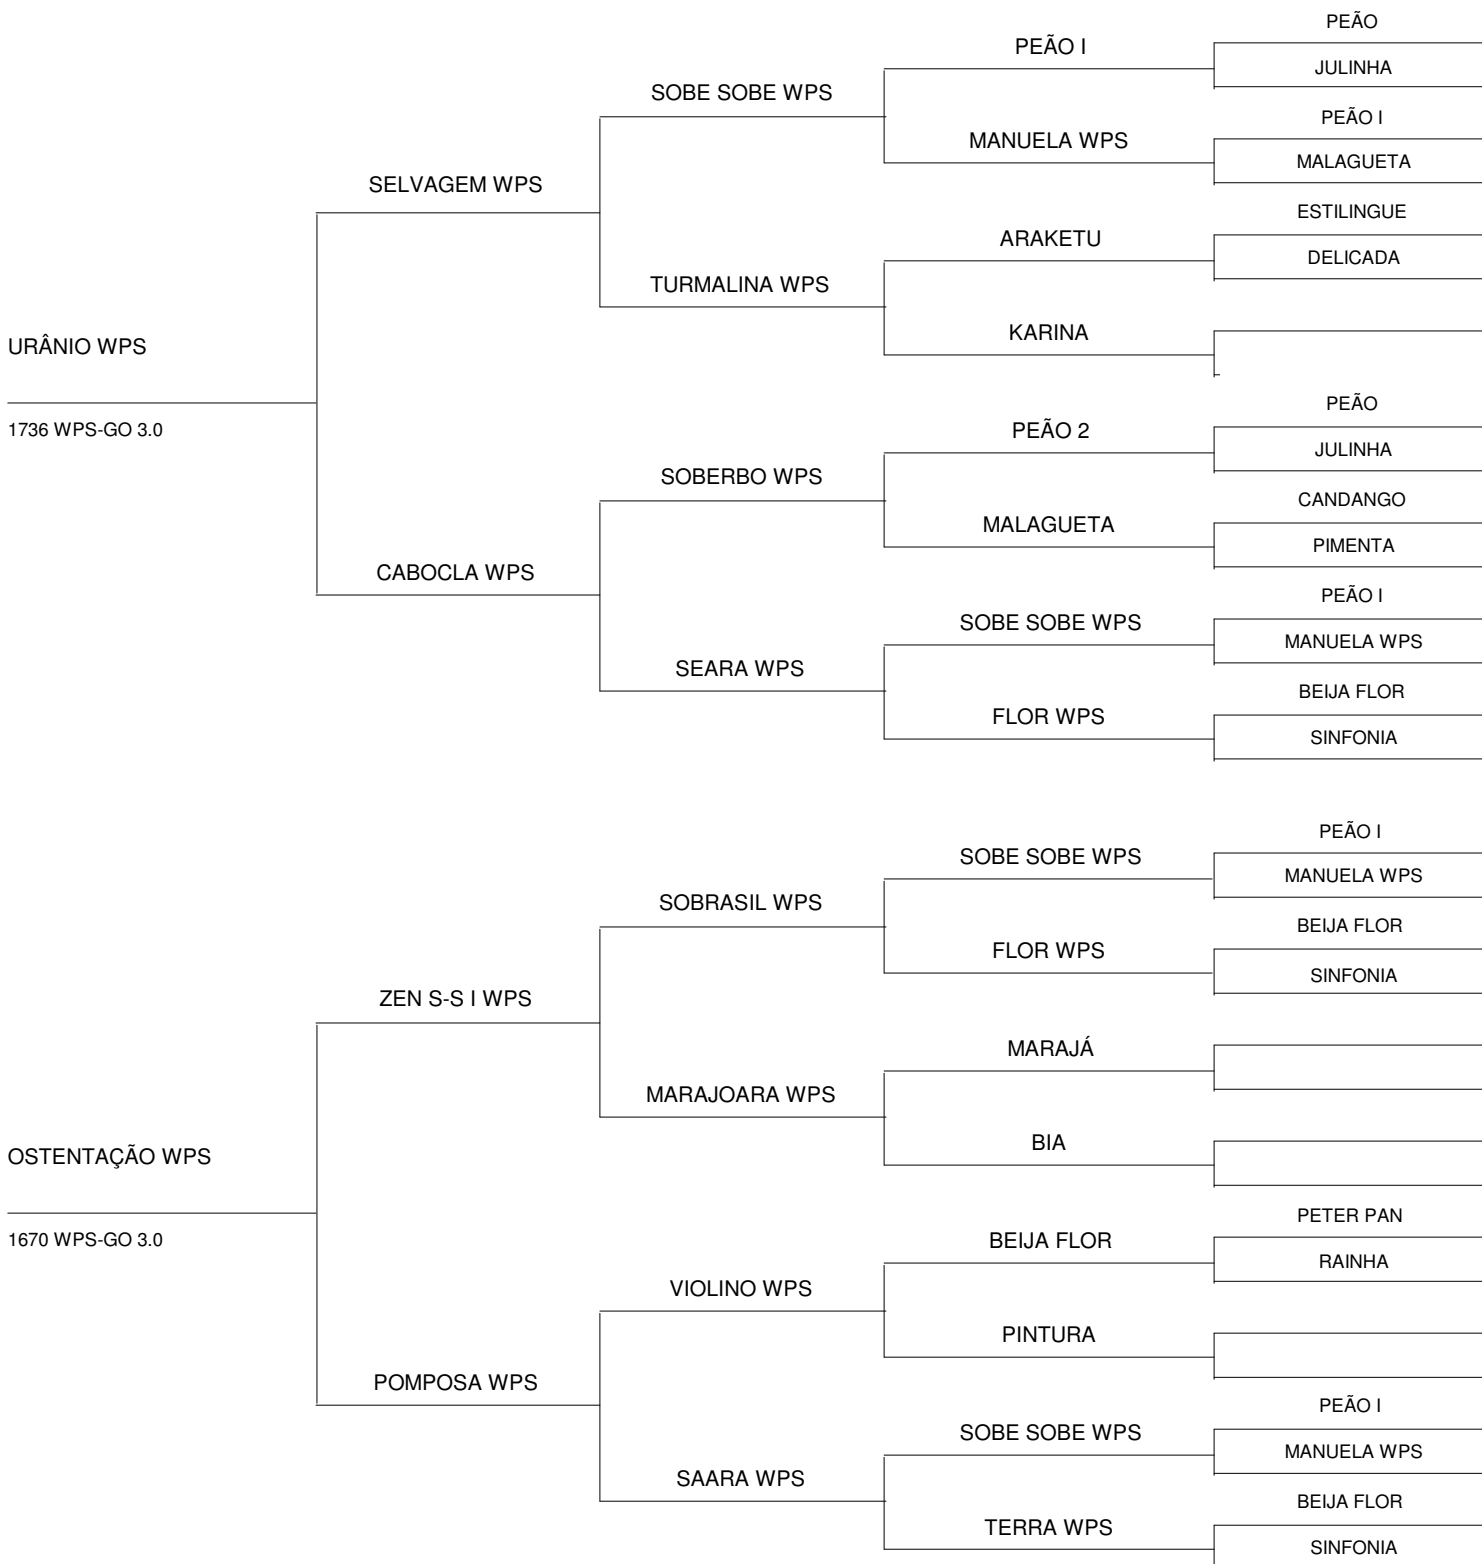 PEÃO
PEÃO I
JULINHA
SOBE SOBE WPS
PEÃO I
MANUELA WPS
MALAGUETA
SELVAGEM WPS
ESTILINGUE
ARAKETU
DELICADA
TURMALINA WPS
KARINA
URÂNIO WPS
PEÃO
1736 WPS-GO 3.0
PEÃO 2
JULINHA
SOBERBO WPS
CANDANGO
MALAGUETA
PIMENTA
CABOCLA WPS
PEÃO I
SOBE SOBE WPS
MANUELA WPS
SEARA WPS
BEIJA FLOR
FLOR WPS
SINFONIA
PEÃO I
SOBE SOBE WPS
MANUELA WPS
SOBRASIL WPS
BEIJA FLOR
FLOR WPS
SINFONIA
ZEN S-S I WPS
MARAJÁ
MARAJOARA WPS
BIA
OSTENTAÇÃO WPS
PETER PAN
1670 WPS-GO 3.0
BEIJA FLOR
RAINHA
VIOLINO WPS
PINTURA
POMPOSA WPS
PEÃO I
SOBE SOBE WPS
MANUELA WPS
SAARA WPS
BEIJA FLOR
TERRA WPS
SINFONIA